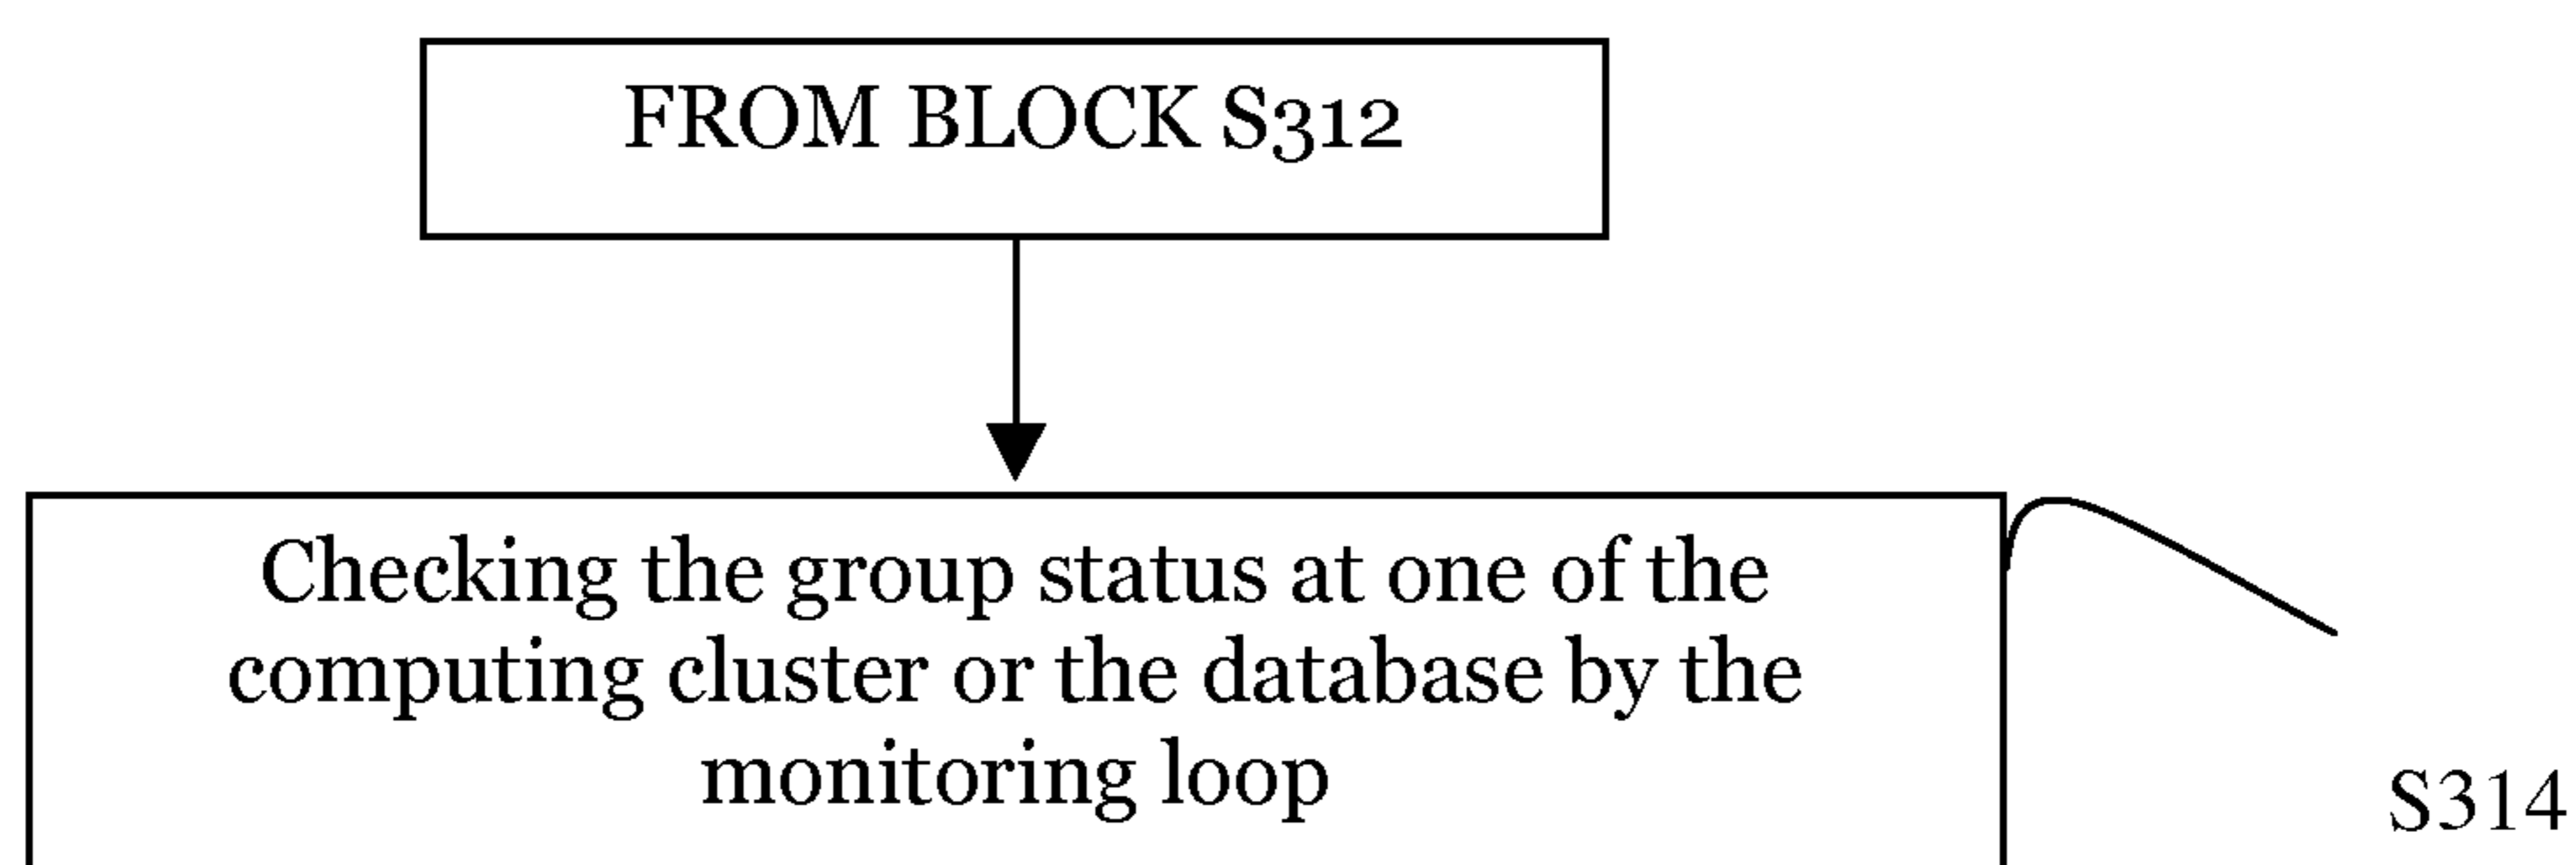 FROM BLOCK S312
Checking the group status at one of the
computing cluster or the database by the
monitoring loop
S314